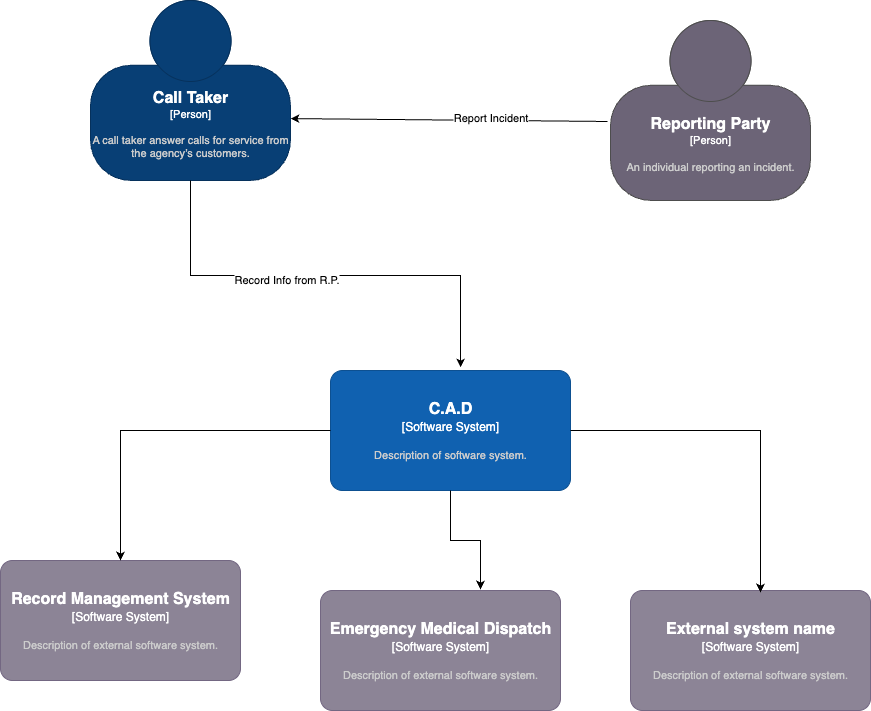 Call Taker
[Person]
A call taker answer calls for service from
the agency's customers.
Report Incident
Reporting Party
[Person]
An individual reporting an incident.
Record Info from R.P.
C.A.D
[Software System]
Description of software system.
Record Management System
[Software System]
Description of external software system.
Emergency Medical Dispatch
[Software System]
Description of external software system.
External system name
[Software System]
Description of external software system.